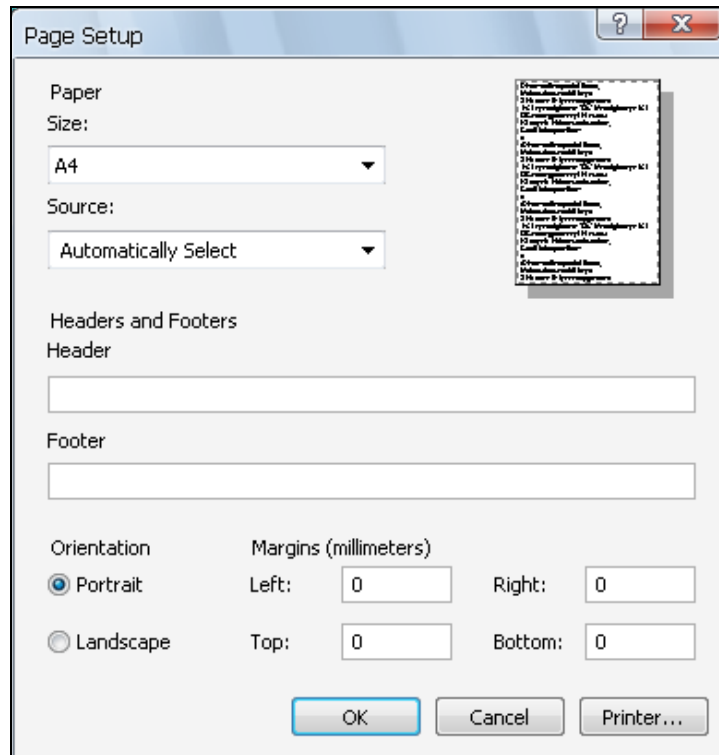 Page Setup
Paper
Size:
A4
Source:
Automatically Select
Headers and Footers
Header
Footer
Orientation Margins (millimeters)
Portrait Left: 0 Right: 0
Landscape Top: 0 Bottom: 0
OK Cancel Printer...